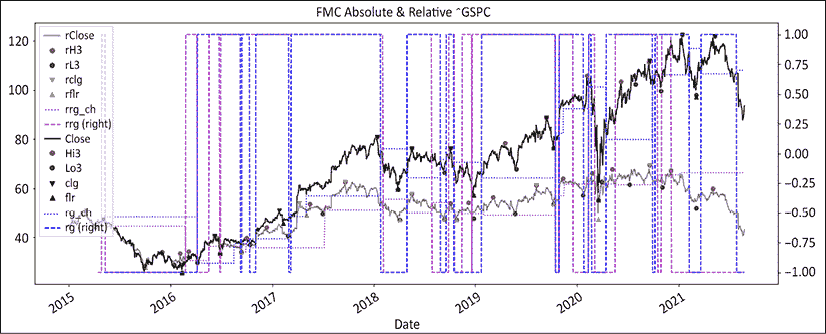 FMC Absolute & Relative ^GSPC
rClose
rH3
rL3
rclg
rflr
rrg_ch
rrg (right)
Close
Hi3
Lo3
clg
flr
rg_ch
rg (right)
120
100
80
60
40
1.00
0.75
0.50
0.25
0.00
−0.25
−0.50
−0.75
−1.00
2015
2016
2017
2018
2019
2020
2021
Date